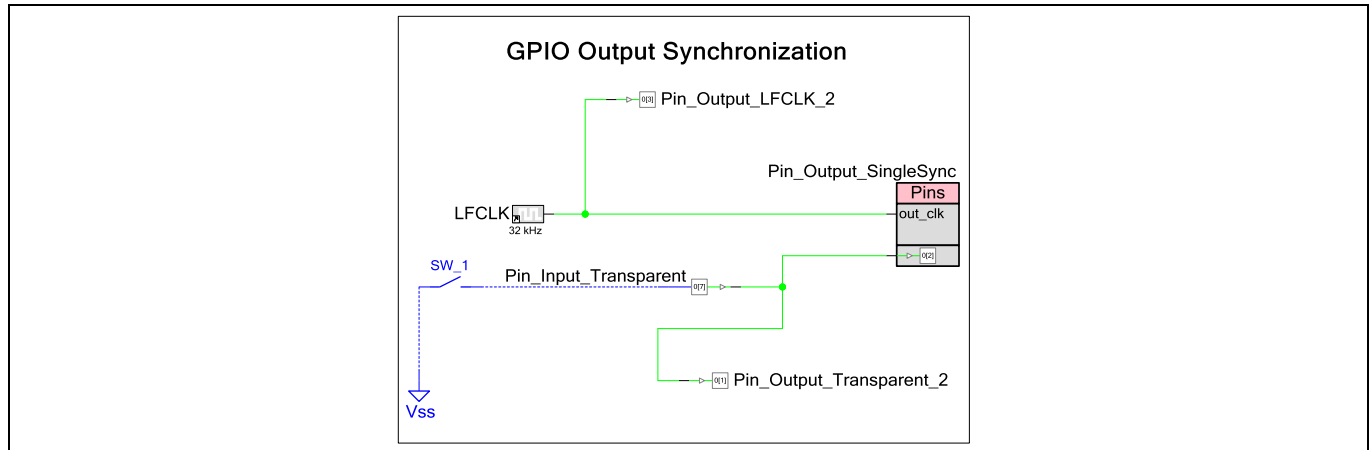 GPIO Output Synchronization
0[3] Pin_Output_LFCLK_2
Pin_Output_SingleSync
Pins
LFCLK
out_clk
32 kHz
0[2]
SW_1
Pin_Input_Transparent
0[7]
0[1] Pin_Output_Transparent_2
Vss